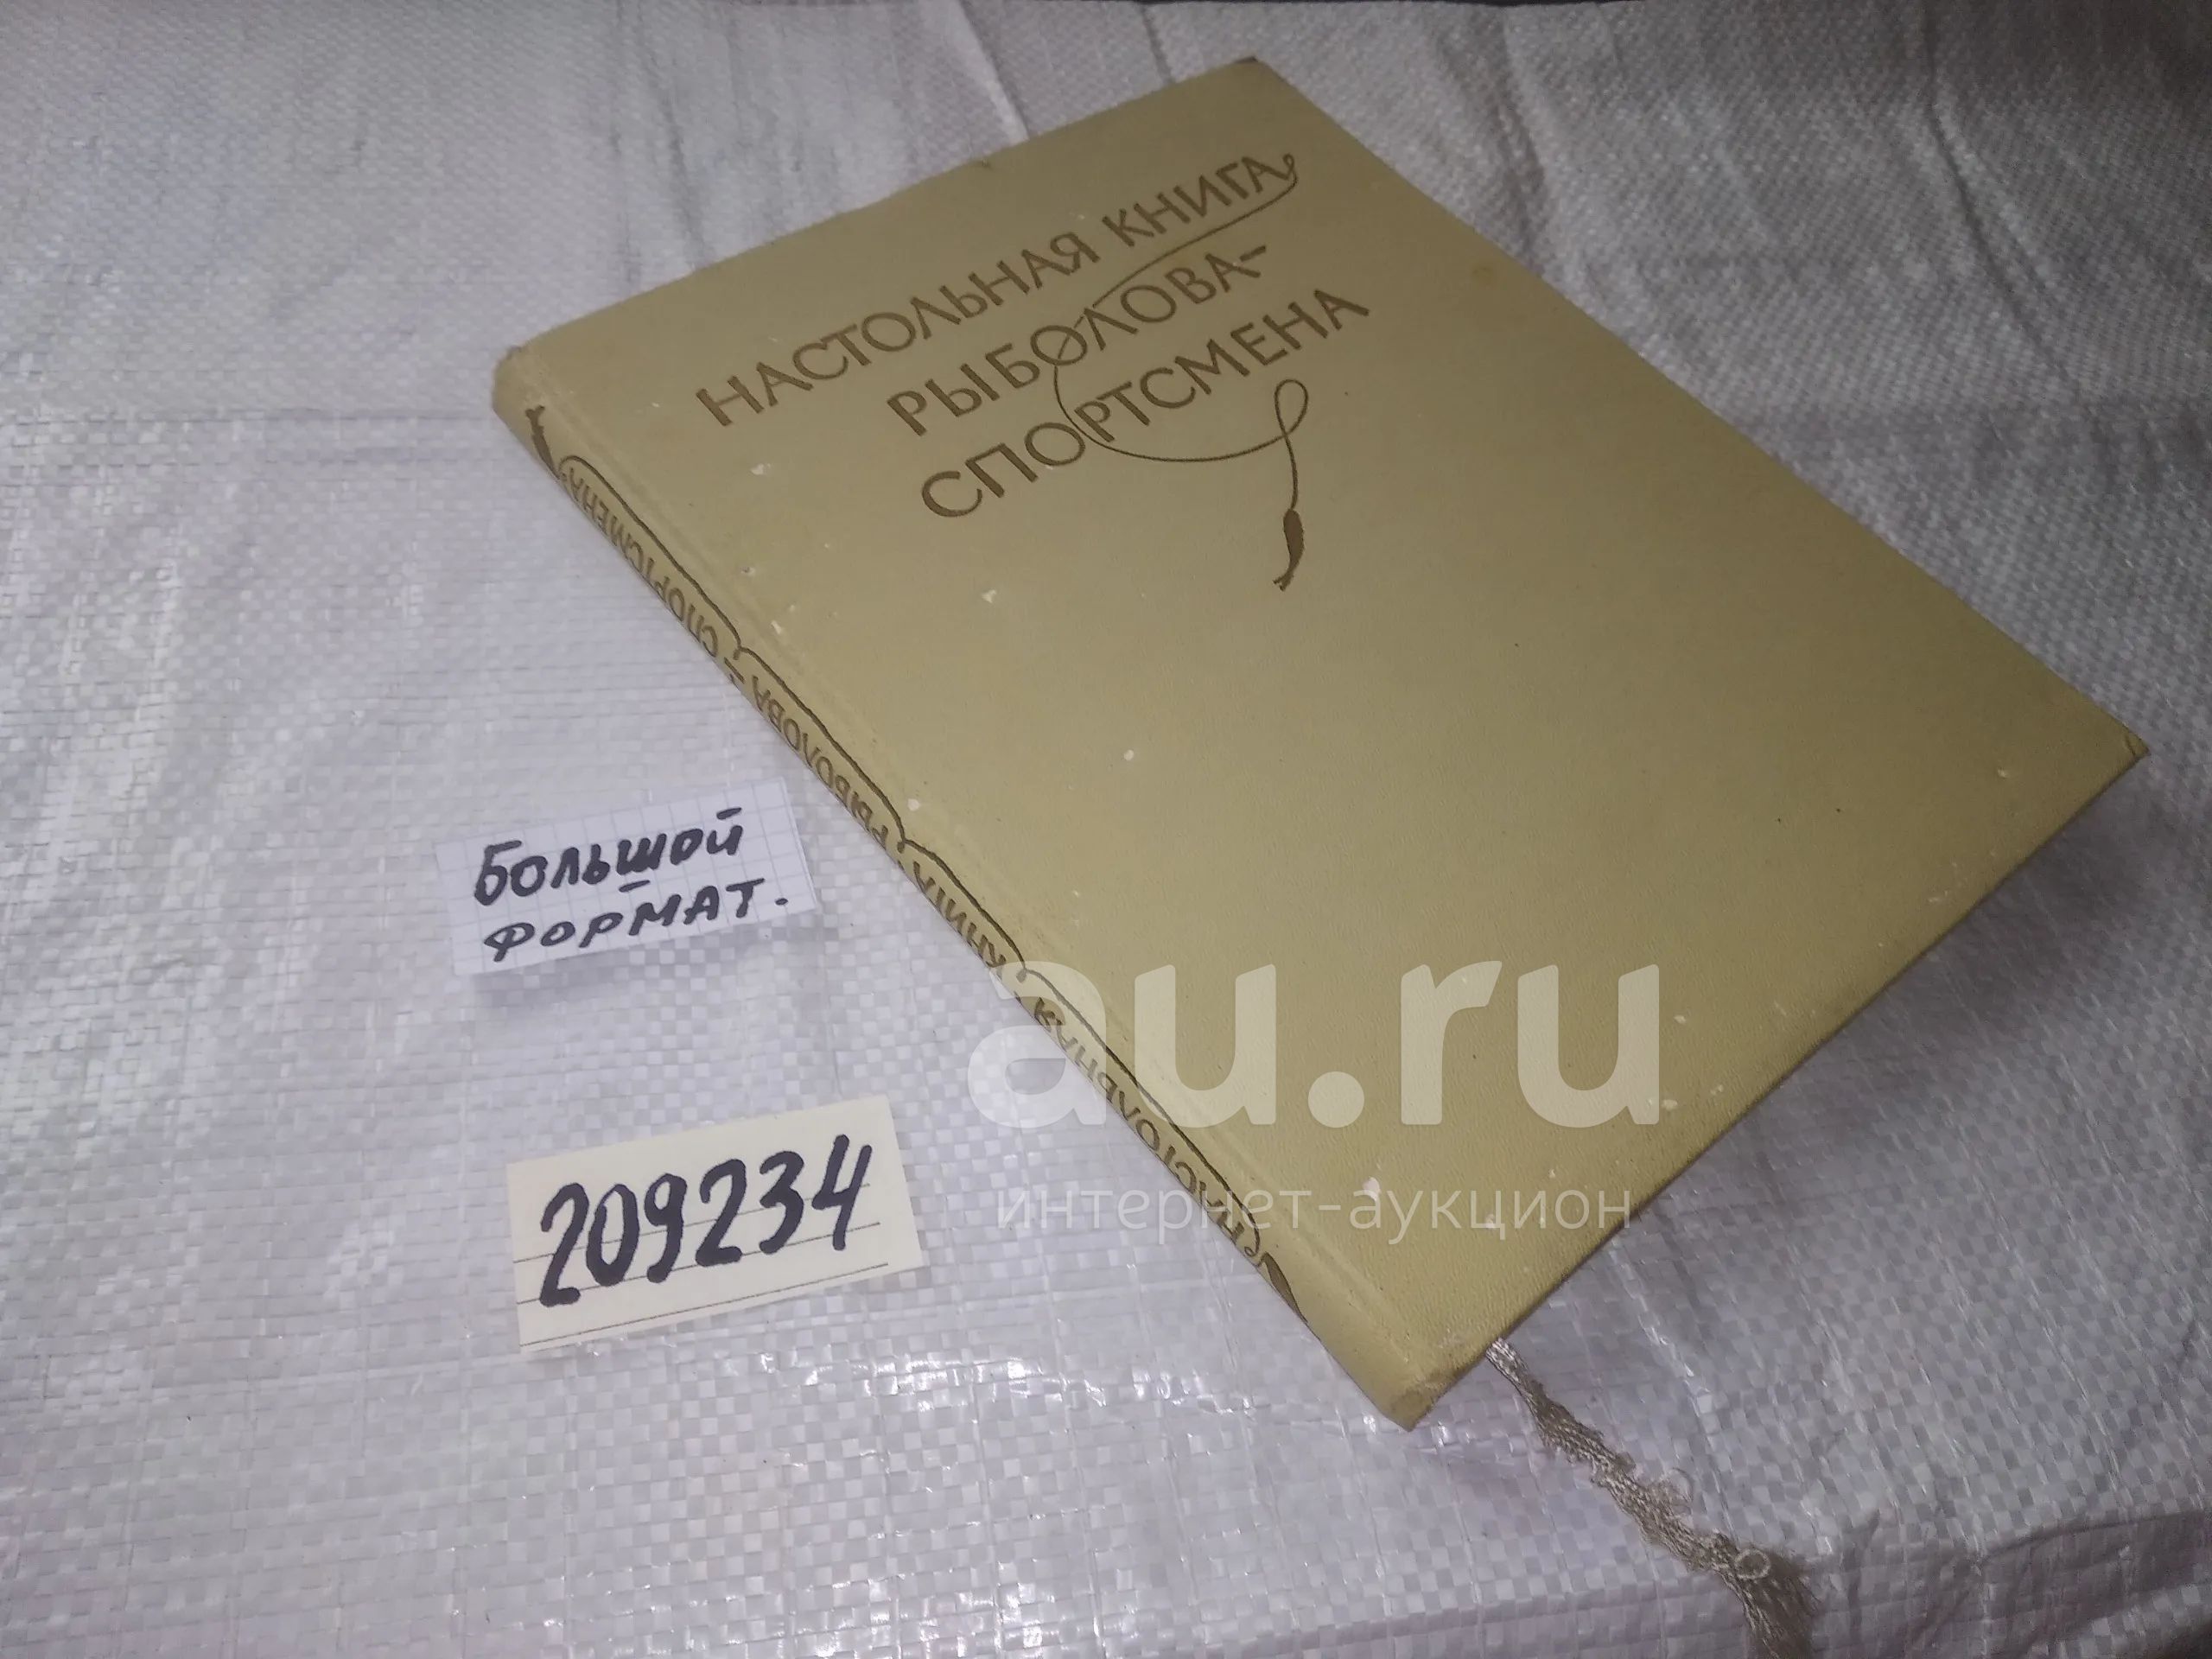 НАСТОЛЬНАЯ КНИГА
РЫБОЛОВА-
СПОРТСМЕНА
НАСТОЛЬНАЯ КНИГА РЫБОЛОВА - СПОРТСМЕНА
БОЛЬШОЙ
ФОРМАТ.
209234
au.ru
интернет-аукцион